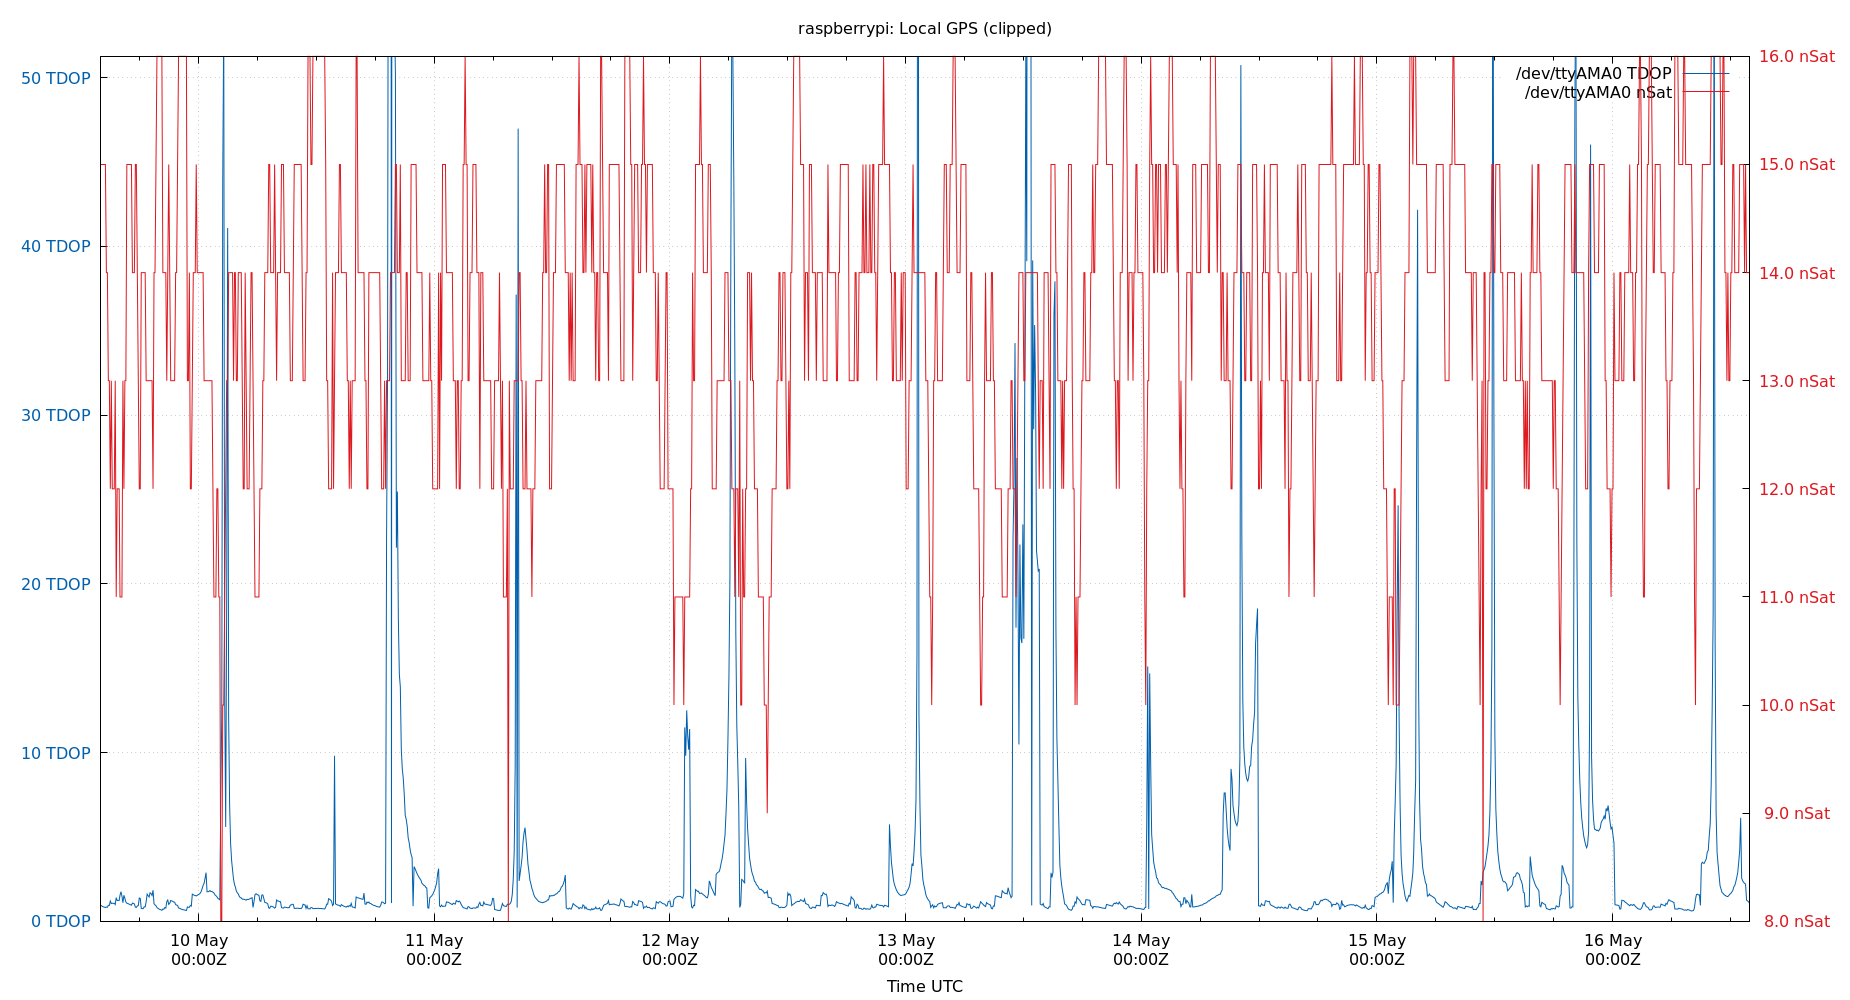 raspberrypi: Local GPS (clipped)
50 TDOP
40 TDOP
30 TDOP
20 TDOP
10 TDOP
0 TDOP
16.0 nSat
15.0 nSat
14.0 nSat
13.0 nSat
12.0 nSat
11.0 nSat
10.0 nSat
9.0 nSat
8.0 nSat
/dev/ttyAMA0 TDOP
/dev/ttyAMA0 nSat
10 May
00:00Z
11 May
00:00Z
12 May
00:00Z
13 May
00:00Z
14 May
00:00Z
15 May
00:00Z
16 May
00:00Z
Time UTC